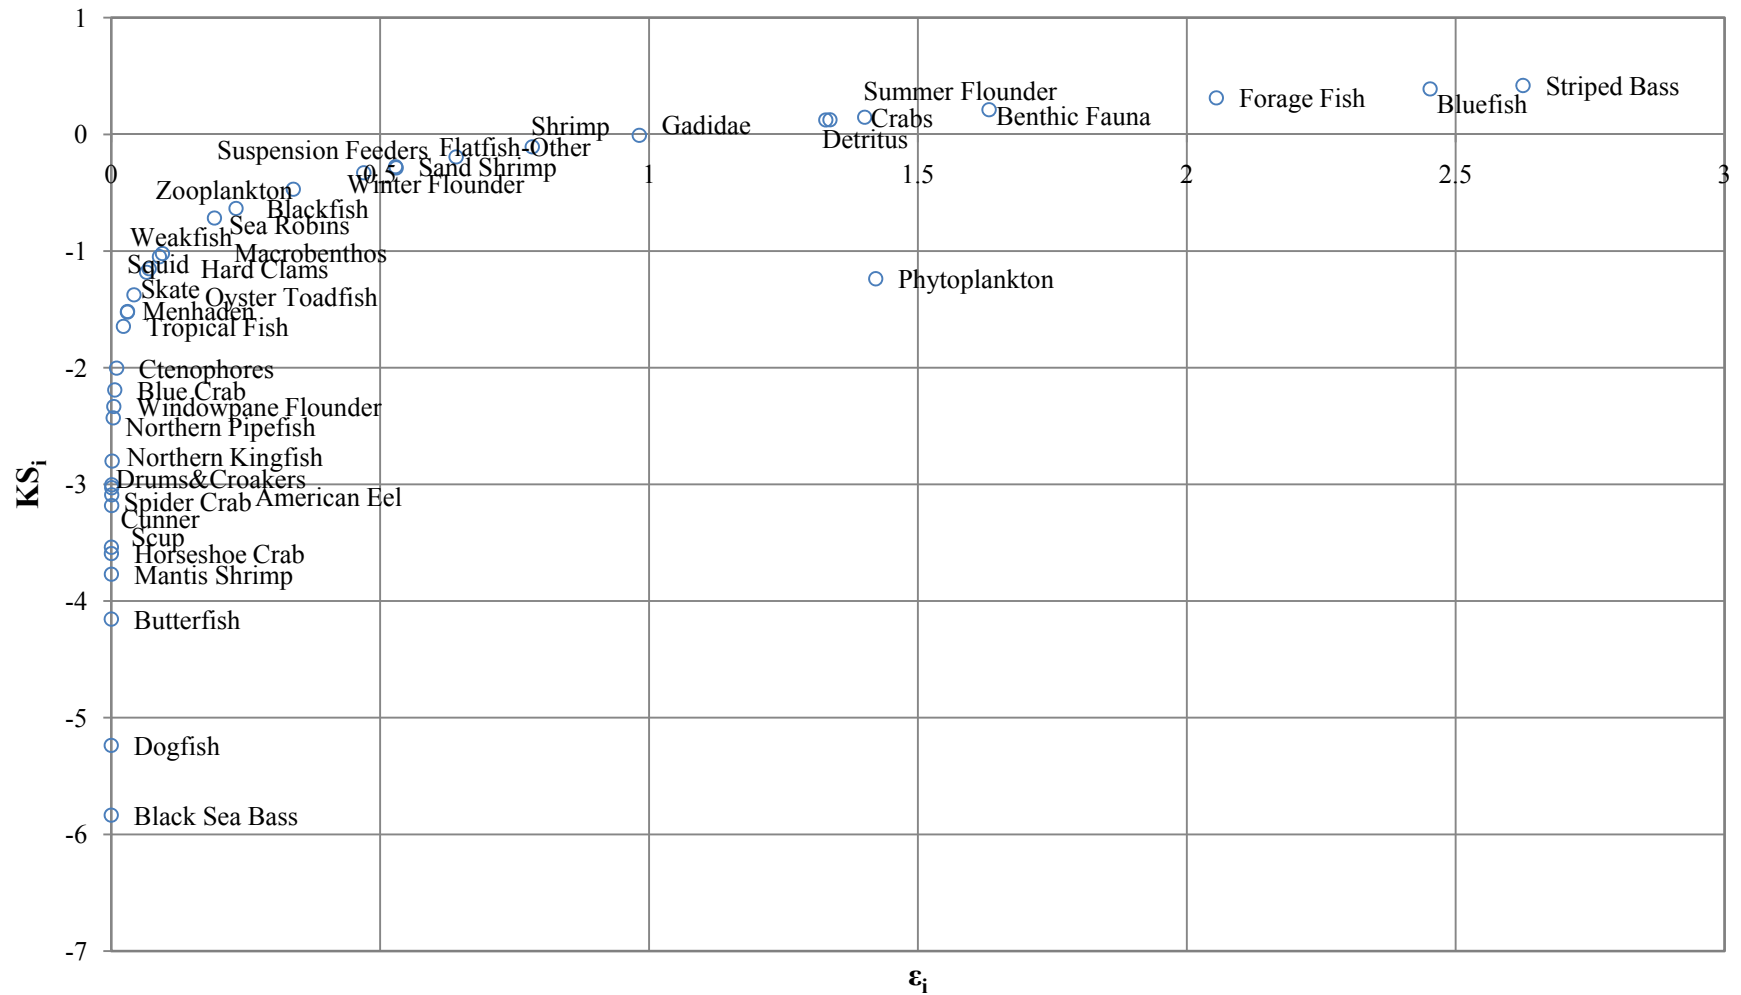 1
Summer Flounder
Striped Bass
Forage Fish
Bluefish
Shrimp
Gadidae
Crabs
Benthic Fauna
0
Detritus
Suspension Feeders
Flatfish-Other
Sand Shrimp
0
0.5
1
1.5
2
2.5
3
Zooplankton
Winter Flounder
Blackfish
Sea Robins
Weakfish
-1
Macrobenthos
Squid
Hard Clams
Phytoplankton
Skate
Oyster Toadfish
Menhaden
Tropical Fish
-2
Ctenophores
Blue Crab
Windowpane Flounder
Northern Pipefish
Northern Kingfish
KSi
-3
Drums&Croakers
Spider Crab
American Eel
Cunner
Scup
Horseshoe Crab
Mantis Shrimp
-4
Butterfish
-5
Dogfish
Black Sea Bass
-6
-7
εi